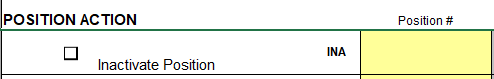 POSITION ACTION Position #
☐ Inactivate Position INA